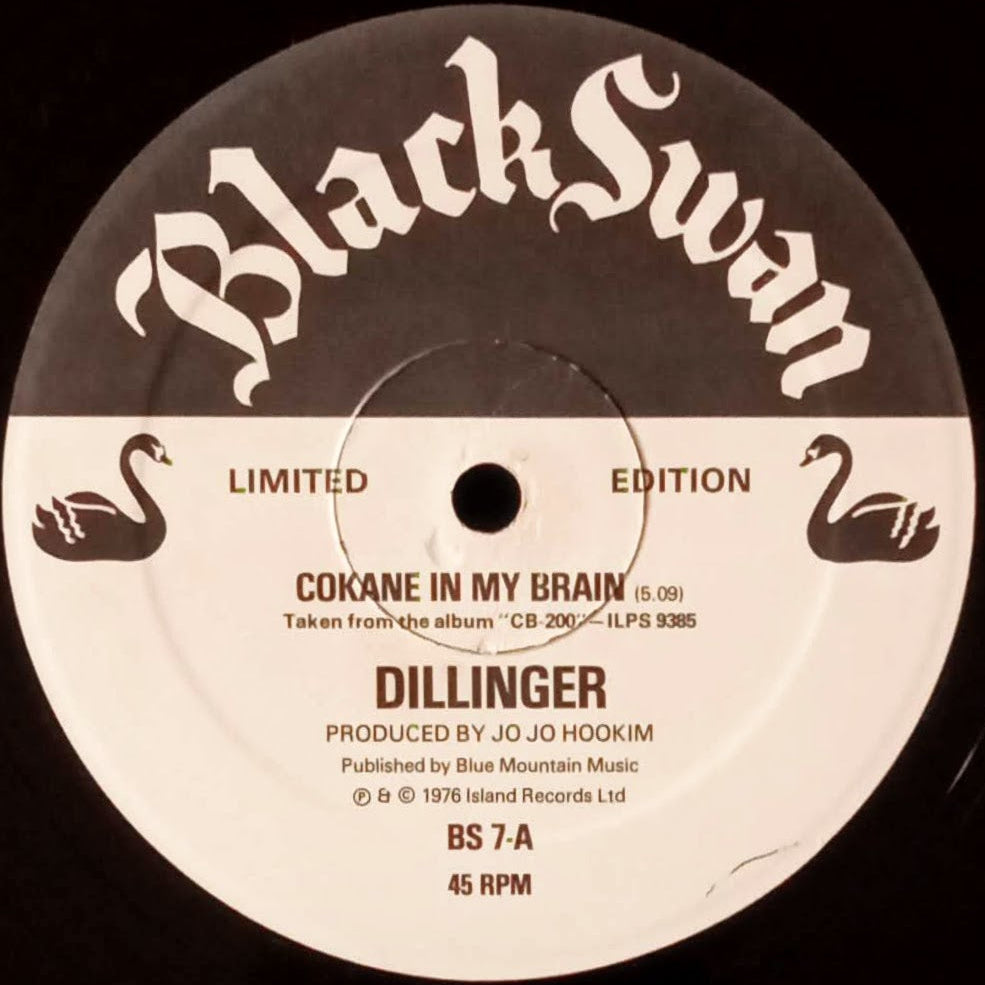 Black Swan
LIMITED EDITION
COKANE IN MY BRAIN (5.09)
Taken from the album "CB-200"—ILPS 9385
DILLINGER
PRODUCED BY JO JO HOOKIM
Published by Blue Mountain Music
℗ & © 1976 Island Records Ltd
BS 7-A
45 RPM